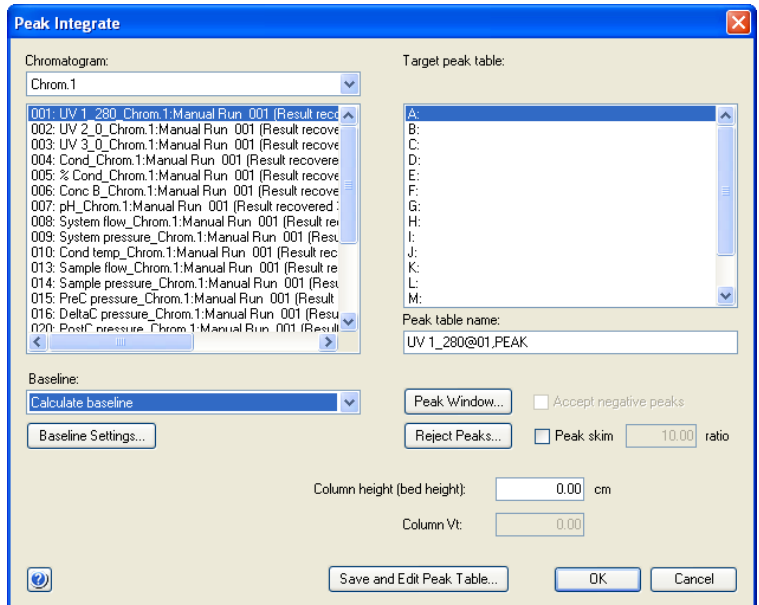 Peak Integrate
Chromatogram:
Chrom.1
001: UV 1_280_Chrom.1:Manual Run 001 (Result reco
002: UV 2_0_Chrom.1:Manual Run 001 (Result recove
003: UV 3_0_Chrom.1:Manual Run 001 (Result recove
004: Cond_Chrom.1:Manual Run 001 (Result recovere
005: % Cond_Chrom.1:Manual Run 001 (Result recove
006: Conc B_Chrom.1:Manual Run 001 (Result recove
007: pH_Chrom.1:Manual Run 001 (Result recovered
008: System flow_Chrom.1:Manual Run 001 (Result re
009: System pressure_Chrom.1:Manual Run 001 (Resu
010: Cond temp_Chrom.1:Manual Run 001 (Result rec
013: Sample flow_Chrom.1:Manual Run 001 (Result re
014: Sample pressure_Chrom.1:Manual Run 001 (Resu
015: PreC pressure_Chrom.1:Manual Run 001 (Result
016: DeltaC pressure_Chrom.1:Manual Run 001 (Resu
020: PostC pressure_Chrom.1:Manual Run 001 (Result
Target peak table:
A:
B:
C:
D:
E:
F:
G:
H:
I:
J:
K:
L:
M:
Peak table name:
UV 1_280@01,PEAK
Baseline:
Calculate baseline
Baseline Settings...
Peak Window...
Accept negative peaks
Reject Peaks...
Peak skim 10.00 ratio
Column height (bed height): 0.00 cm
Column Vt: 0.00
Save and Edit Peak Table...
OK
Cancel